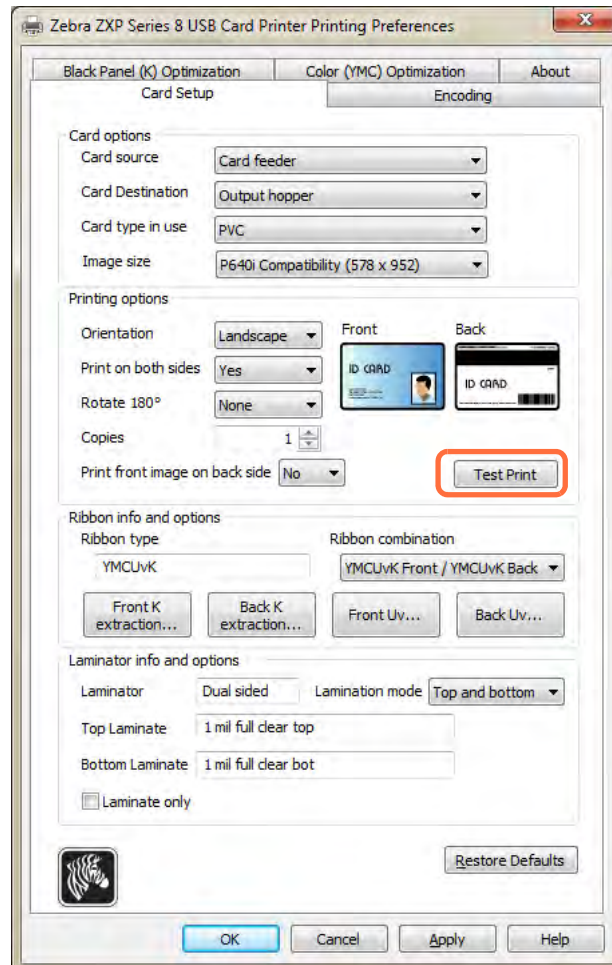 Zebra ZXP Series 8 USB Card Printer Printing Preferences
Black Panel (K) Optimization Color (YMC) Optimization About
Card Setup Encoding
Card options
Card source Card feeder
Card Destination Output hopper
Card type in use PVC
Image size P640i Compatibility (578 x 952)
Printing options
Orientation Landscape Front Back
Print on both sides Yes ID CARD ID CARD
Rotate 180° None
Copies 1
Print front image on back side No Test Print
Ribbon info and options
Ribbon type Ribbon combination
YMCUvK YMCUvK Front / YMCUvK Back
Front K extraction... Back K extraction... Front Uv... Back Uv...
Laminator info and options
Laminator Dual sided Lamination mode Top and bottom
Top Laminate 1 mil full clear top
Bottom Laminate 1 mil full clear bot
Laminate only
Restore Defaults
OK Cancel Apply Help